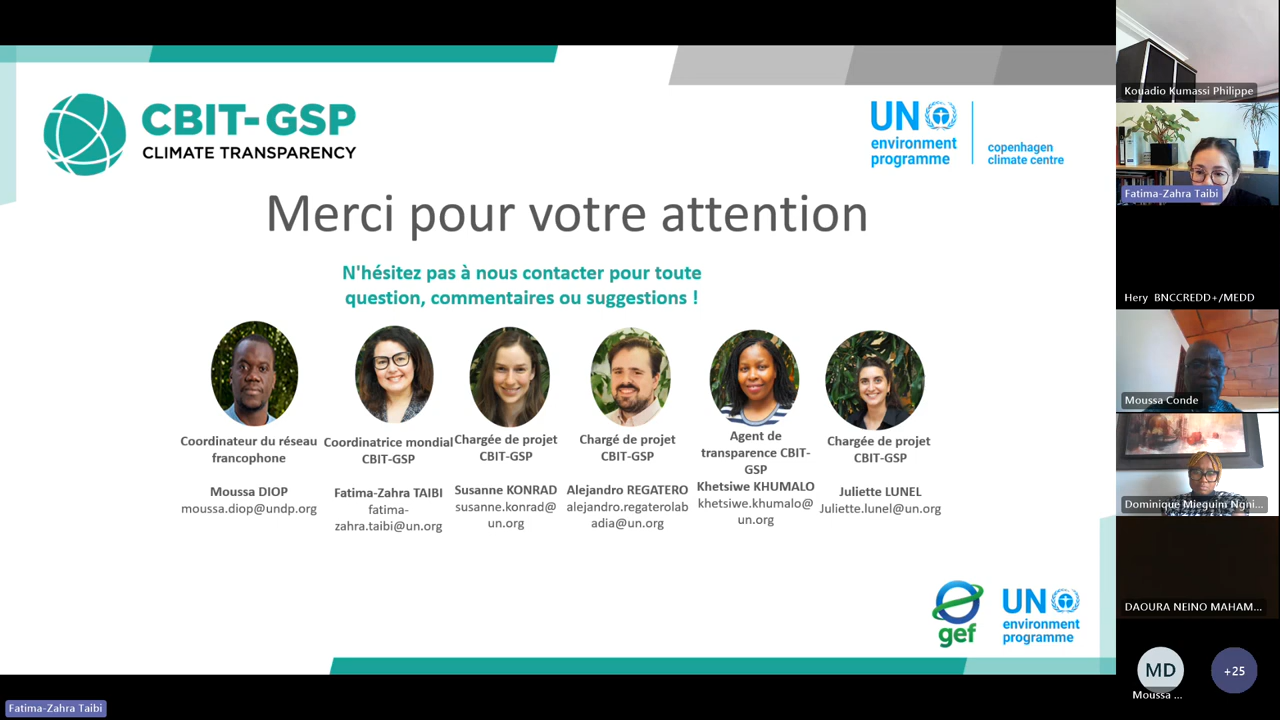 CBIT-GSP
CLIMATE TRANSPARENCY
UN
environment
programme
copenhagen
climate centre
Merci pour votre attention
N'hésitez pas à nous contacter pour toute
question, commentaires ou suggestions !
Coordinateur du réseau
francophone
Moussa DIOP
moussa.diop@undp.org
Coordinatrice mondial
CBIT-GSP
Fatima-Zahra TAIBI
fatima-
zahra.taibi@un.org
Chargée de projet
CBIT-GSP
Susanne KONRAD
susanne.konrad@
un.org
Chargé de projet
CBIT-GSP
Alejandro REGATERO
alejandro.regaterolab
adia@un.org
Agent de
transparence CBIT-
GSP
Khetsiwe KHUMALO
khetsiwe.khumalo@
un.org
Chargée de projet
CBIT-GSP
Juliette LUNEL
Juliette.lunel@un.org
gef
UN
environment
programme
Kouadio Kumassi Philippe
Fatima-Zahra Taibi
Hery BNCCREDD+/MEDD
Moussa Conde
Dominique Mieguim Ngni...
DAOURA NEINO MAHAM...
MD
Moussa ...
+25
Fatima-Zahra Taibi